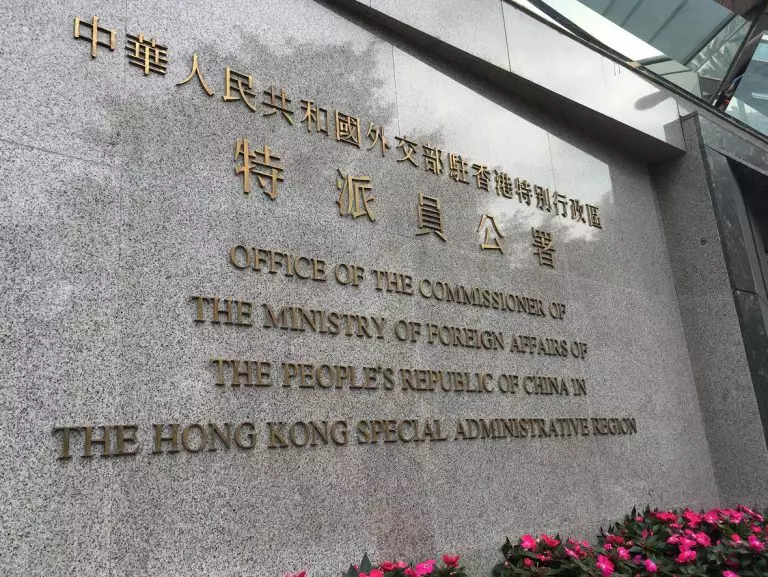 中華人民共和國外交部駐香港特別行政區
特派員公署
OFFICE OF THE COMMISSIONER OF
THE MINISTRY OF FOREIGN AFFAIRS OF
THE PEOPLE'S REPUBLIC OF CHINA IN
THE HONG KONG SPECIAL ADMINISTRATIVE REGION